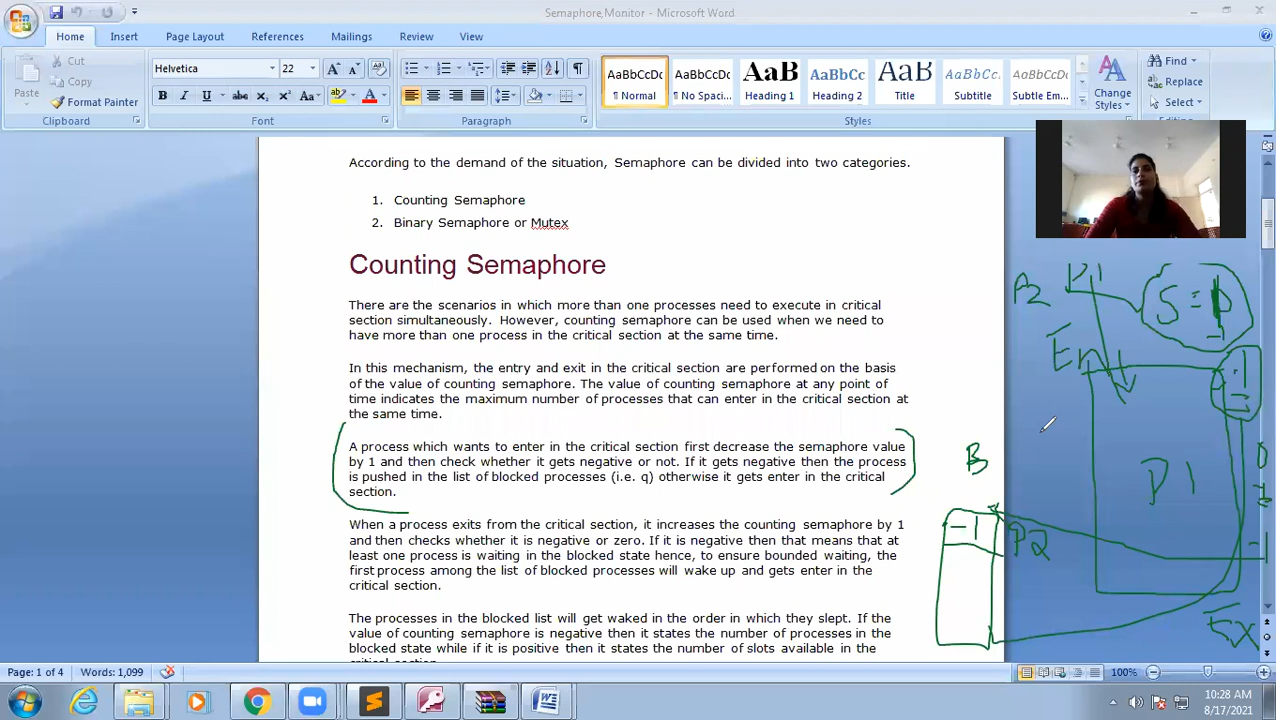 Semaphore,Monitor - Microsoft Word
Home Insert Page Layout References Mailings Review View
Cut
Copy
Paste
Format Painter
Clipboard
Helvetica 22
B I U abc x₂ x² Aa
Font
Paragraph
AaBbCcDc AaBbCcDc AaB AaBbCc AaB AaBbCc AaBbCcDc
¶ Normal ¶ No Spaci... Heading 1 Heading 2 Title Subtitle Subtle Em...
Change
Styles
Styles
Find
Replace
Select
According to the demand of the situation, Semaphore can be divided into two categories.
1. Counting Semaphore
2. Binary Semaphore or Mutex
Counting Semaphore
There are the scenarios in which more than one processes need to execute in critical
section simultaneously. However, counting semaphore can be used when we need to
have more than one process in the critical section at the same time.
In this mechanism, the entry and exit in the critical section are performed on the basis
of the value of counting semaphore. The value of counting semaphore at any point of
time indicates the maximum number of processes that can enter in the critical section at
the same time.
A process which wants to enter in the critical section first decrease the semaphore value
by 1 and then check whether it gets negative or not. If it gets negative then the process
is pushed in the list of blocked processes (i.e. q) otherwise it gets enter in the critical
section.
When a process exits from the critical section, it increases the counting semaphore by 1
and then checks whether it is negative or zero. If it is negative then that means that at
least one process is waiting in the blocked state hence, to ensure bounded waiting, the
first process among the list of blocked processes will wake up and gets enter in the
critical section.
The processes in the blocked list will get waked in the order in which they slept. If the
value of counting semaphore is negative then it states the number of processes in the
blocked state while if it is positive then it states the number of slots available in the
P1
S =
En
B
P1
-1
P2
-1
Ex
Page: 1 of 4 Words: 1,099 100%
10:28 AM
8/17/2021